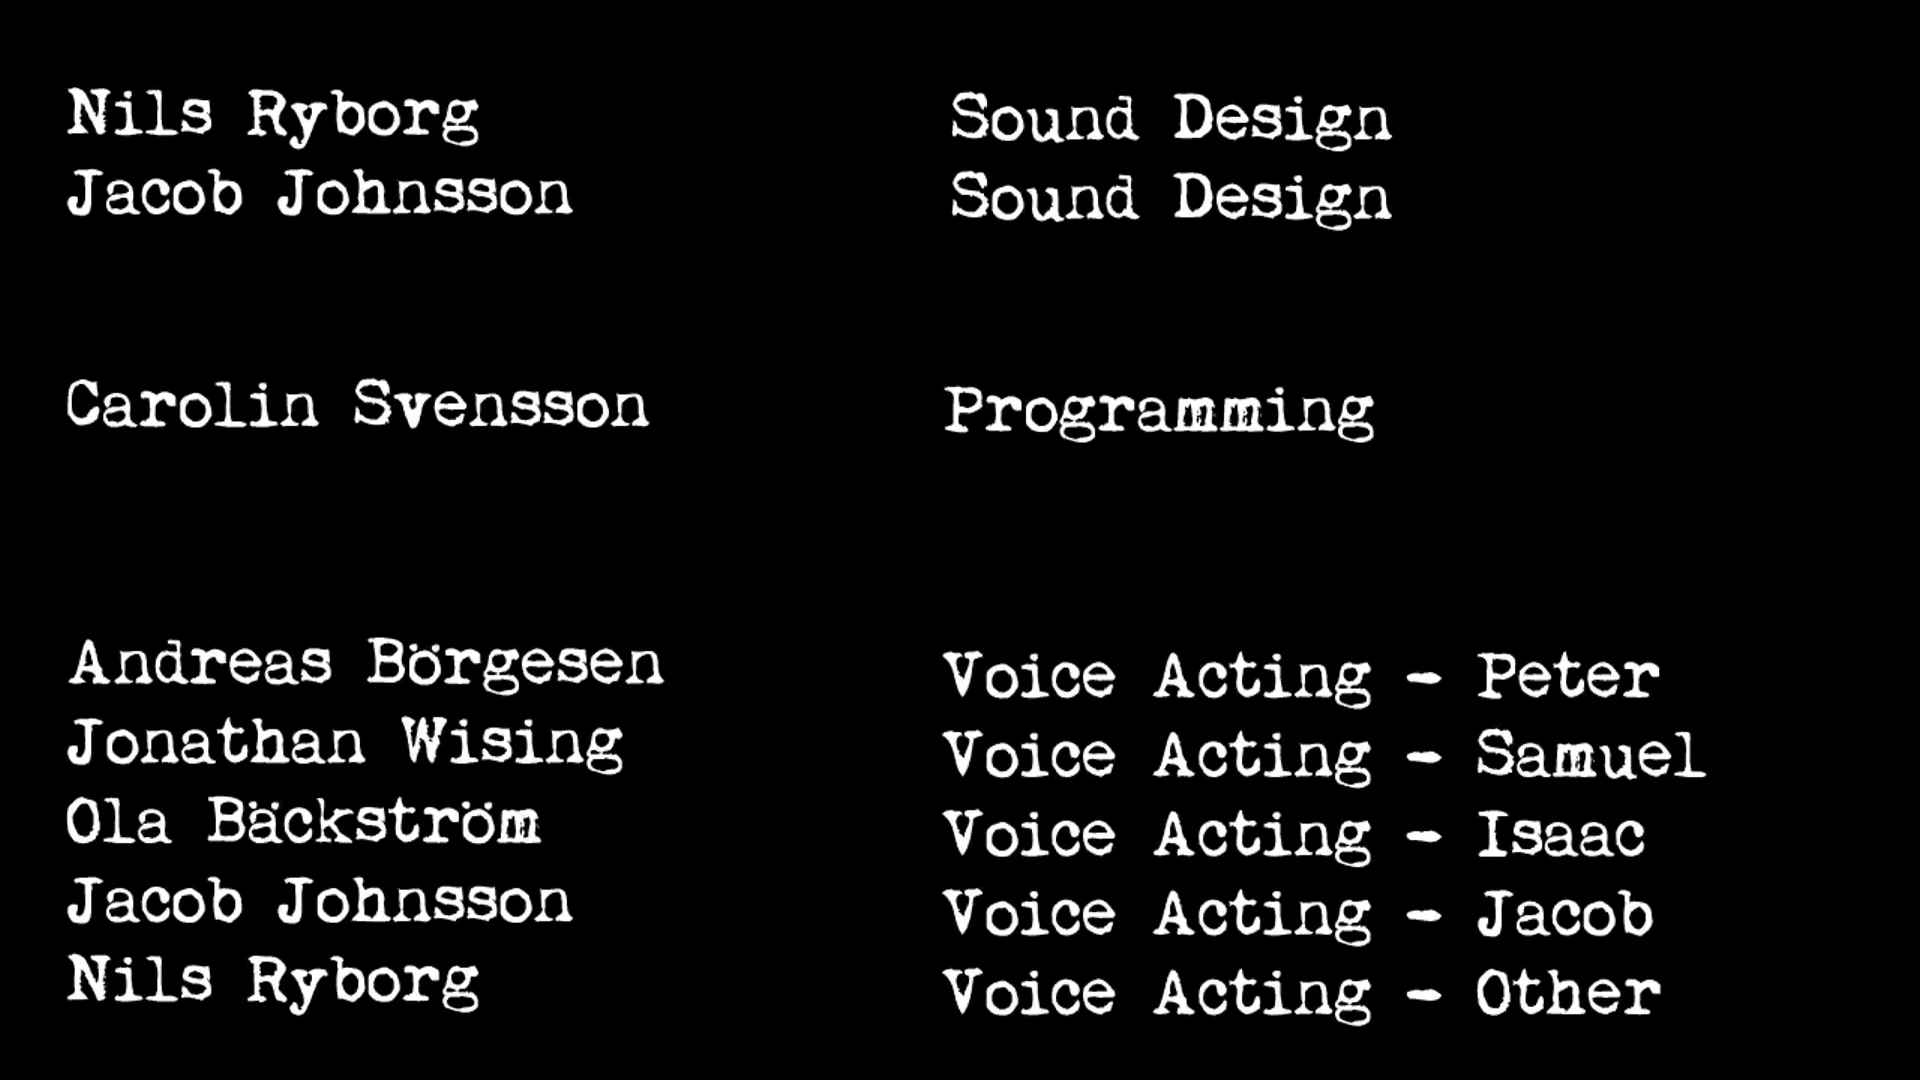 Nils Ryborg Sound Design
Jacob Johnsson Sound Design
Carolin Svensson Programming
Andreas Börgesen Voice Acting - Peter
Jonathan Wising Voice Acting - Samuel
Ola Bäckström Voice Acting - Isaac
Jacob Johnsson Voice Acting - Jacob
Nils Ryborg Voice Acting - Other